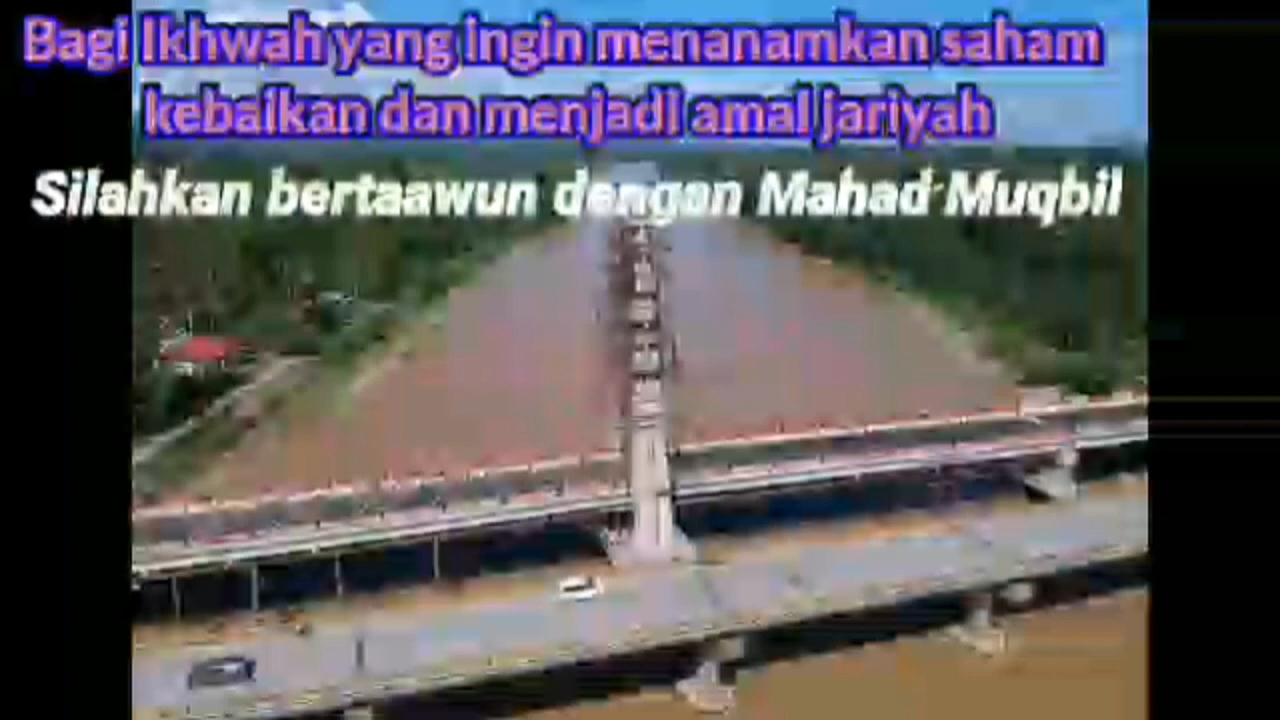 Bagi Ikhwah yang ingin menanamkan saham
kebaikan dan menjadi amal jariyah
Silahkan bertaawun dengan Mahad Muqbil